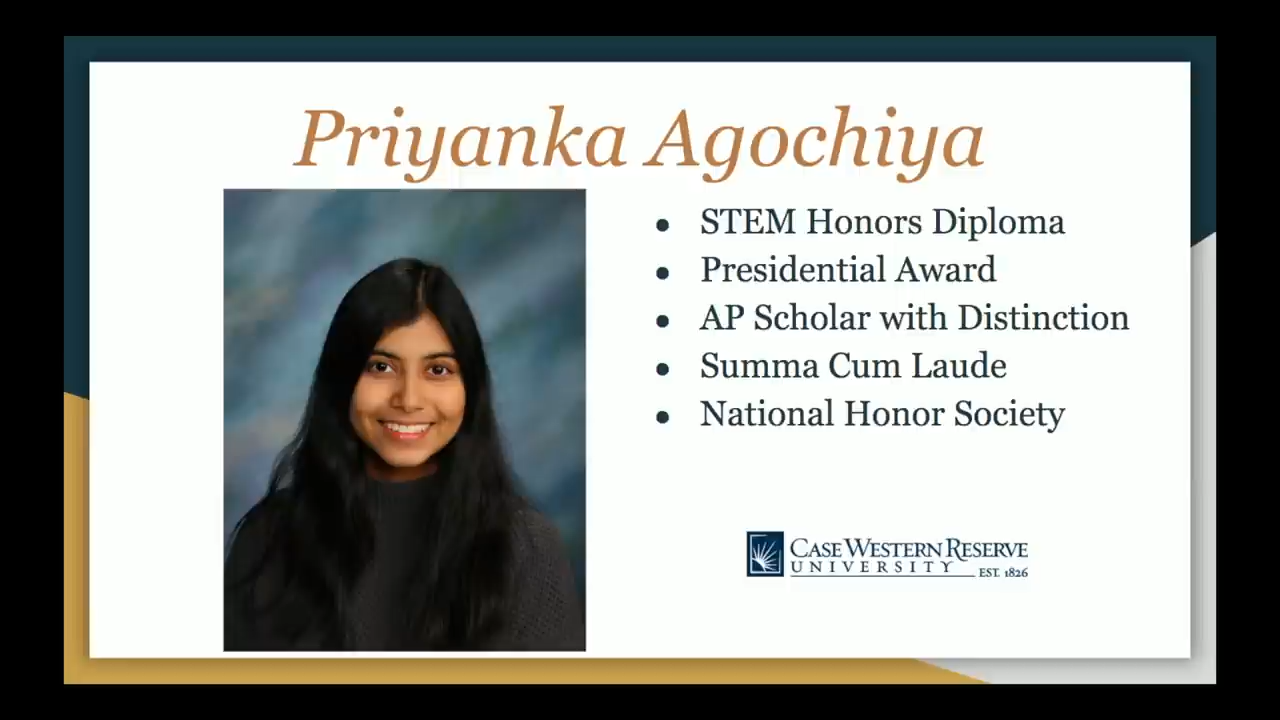 Priyanka Agochiya
STEM Honors Diploma
Presidential Award
AP Scholar with Distinction
Summa Cum Laude
National Honor Society
CASE WESTERN RESERVE
UNIVERSITY
EST. 1826